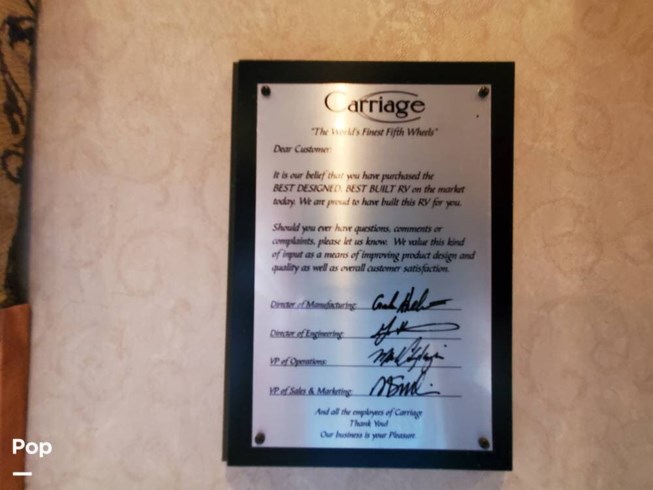 Carriage
"The World's Finest Fifth Wheels"
Dear Customer:
It is our belief that you have purchased the
BEST DESIGNED, BEST BUILT RV on the market
today. We are proud to have built this RV for you.
Should you ever have questions, comments or
complaints, please let us know. We value this kind
of input as a means of improving product design and
quality as well as overall customer satisfaction.
Director of Manufacturing:
Director of Engineering:
VP of Operations:
VP of Sales & Marketing:
And all the employees of Carriage
Thank You!
Our business is your Pleasure
Pop